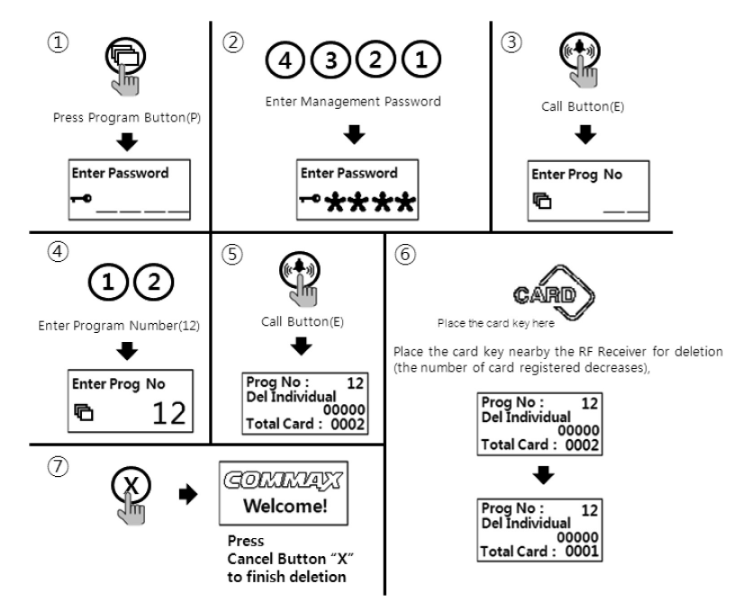 ①
Press Program Button(P)
Enter Password
②
4 3 2 1
Enter Management Password
Enter Password
****
③
Call Button(E)
Enter Prog No
④
1 2
Enter Program Number(12)
Enter Prog No
12
⑤
Call Button(E)
Prog No : 12
Del Individual
00000
Total Card : 0002
⑥
CARD
Place the card key here
Place the card key nearby the RF Receiver for deletion
(the number of card registered decreases),
Prog No : 12
Del Individual
00000
Total Card : 0002
Prog No : 12
Del Individual
00000
Total Card : 0001
⑦
X
COMMAX
Welcome!
Press
Cancel Button “X”
to finish deletion